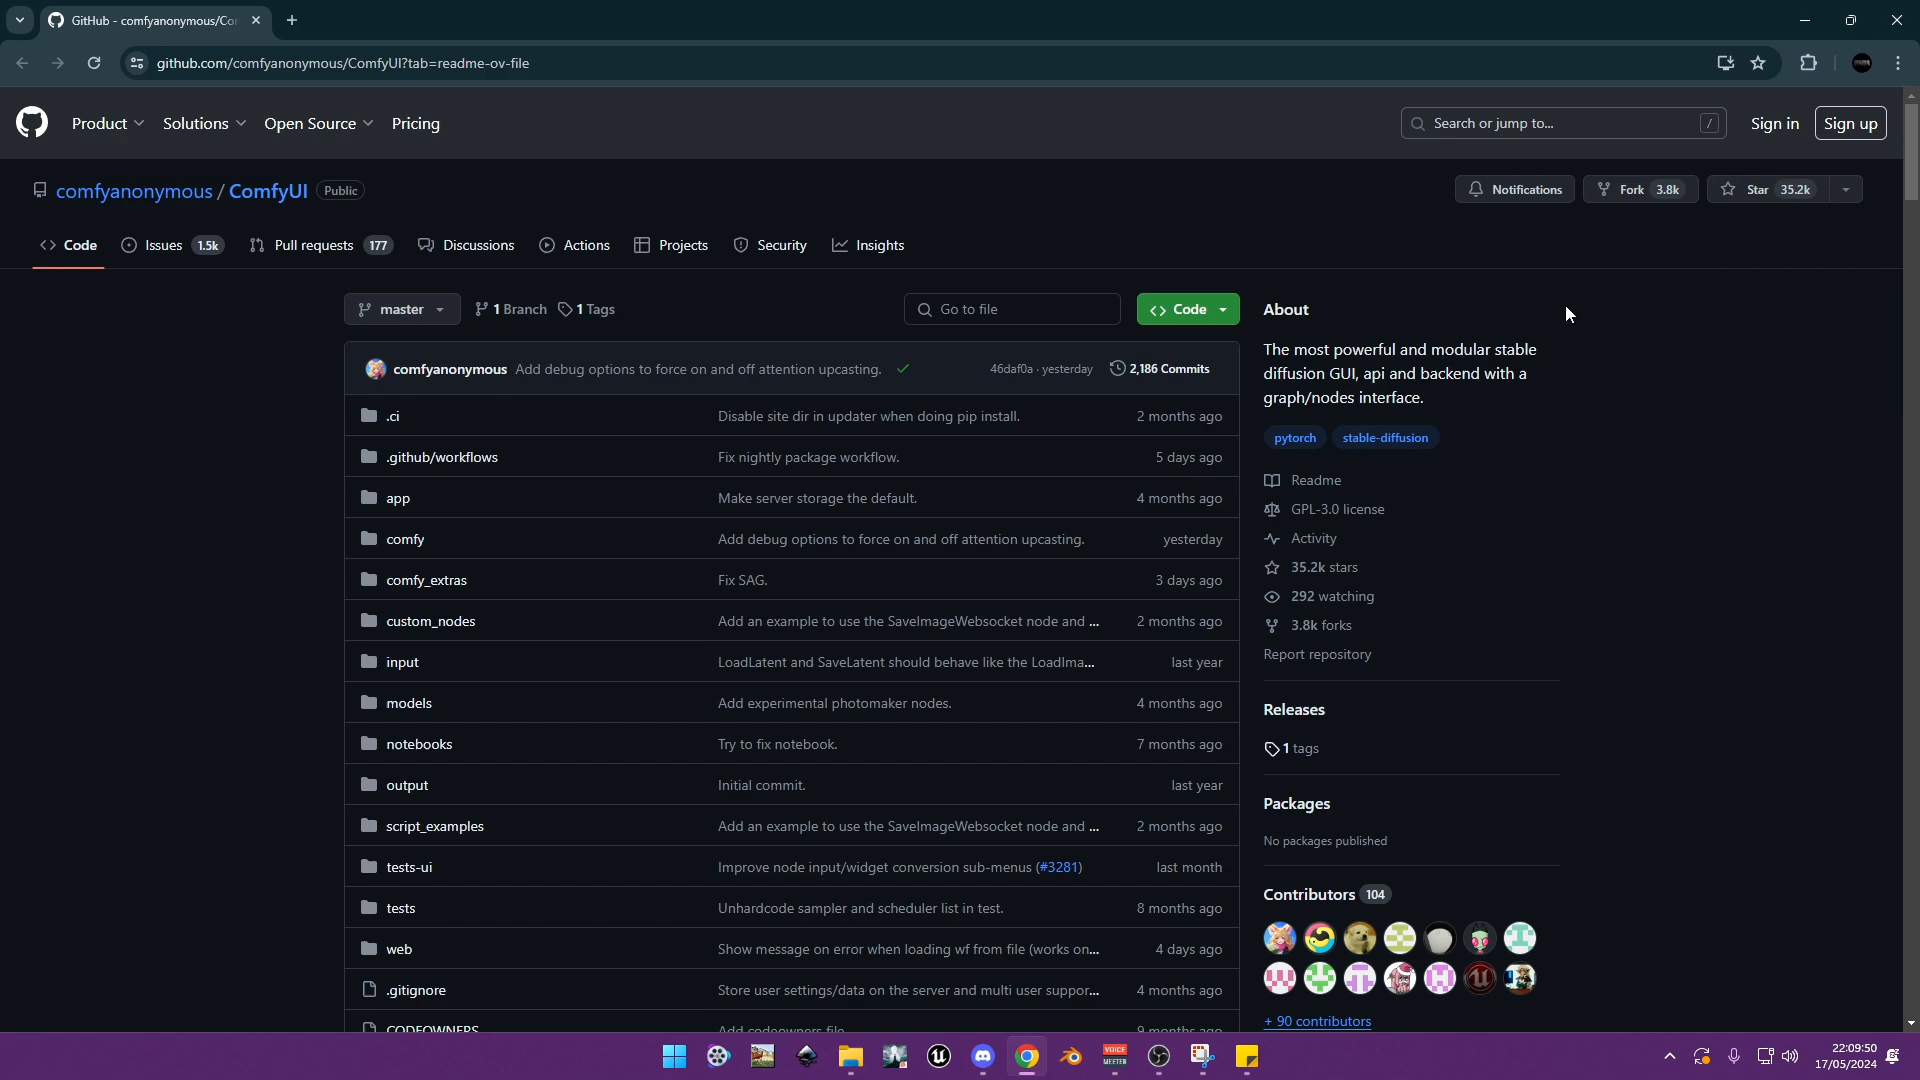 GitHub - comfyanonymous/Co
github.com/comfyanonymous/ComfyUI?tab=readme-ov-file
Product Solutions Open Source Pricing
Search or jump to... /
Sign in
Sign up
comfyanonymous / ComfyUI Public
Notifications
Fork 3.8k
Star 35.2k
Code
Issues 1.5k
Pull requests 177
Discussions
Actions
Projects
Security
Insights
master
1 Branch
1 Tags
Go to file
Code
comfyanonymous Add debug options to force on and off attention upcasting. 46daf0a · yesterday 2,186 Commits
.ci Disable site dir in updater when doing pip install. 2 months ago
.github/workflows Fix nightly package workflow. 5 days ago
app Make server storage the default. 4 months ago
comfy Add debug options to force on and off attention upcasting. yesterday
comfy_extras Fix SAG. 3 days ago
custom_nodes Add an example to use the SaveImageWebsocket node and ... 2 months ago
input LoadLatent and SaveLatent should behave like the LoadIma... last year
models Add experimental photomaker nodes. 4 months ago
notebooks Try to fix notebook. 7 months ago
output Initial commit. last year
script_examples Add an example to use the SaveImageWebsocket node and ... 2 months ago
tests-ui Improve node input/widget conversion sub-menus (#3281) last month
tests Unhardcode sampler and scheduler list in test. 8 months ago
web Show message on error when loading wf from file (works on... 4 days ago
.gitignore Store user settings/data on the server and multi user suppor... 4 months ago
CODEOWNERS Add codeowners file. 9 months ago
About
The most powerful and modular stable
diffusion GUI, api and backend with a
graph/nodes interface.
pytorch stable-diffusion
Readme
GPL-3.0 license
Activity
35.2k stars
292 watching
3.8k forks
Report repository
Releases
1 tags
Packages
No packages published
Contributors 104
+ 90 contributors
VOICE
MEETER
22:09:50
17/05/2024